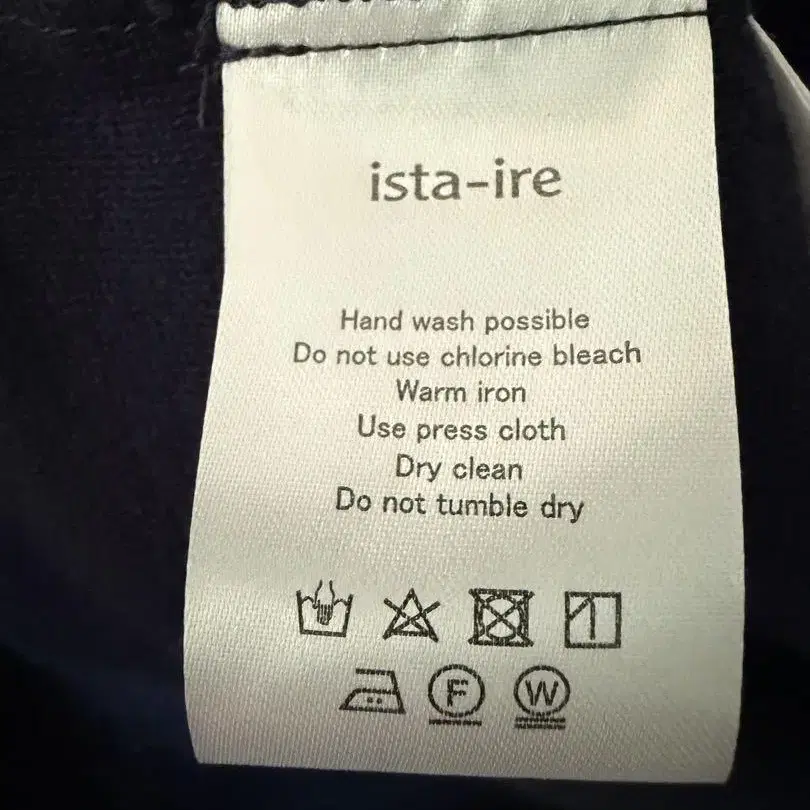 ista-ire
Hand wash possible
Do not use chlorine bleach
Warm iron
Use press cloth
Dry clean
Do not tumble dry
F W